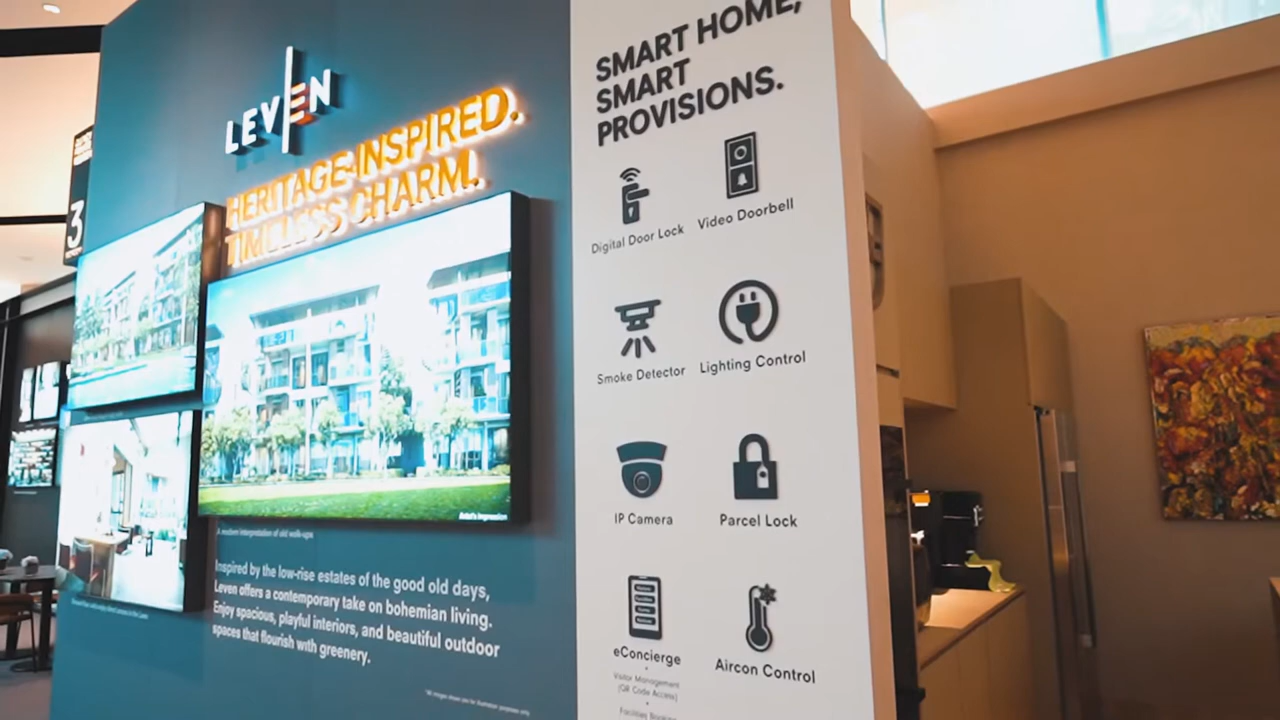 LEVEN
HERITAGE-INSPIRED.
TIMELESS CHARM.
3
Artist's Impression
A modern interpretation of old walk-ups
Inspired by the low-rise estates of the good old days,
Leven offers a contemporary take on bohemian living.
Enjoy spacious, playful interiors, and beautiful outdoor
spaces that flourish with greenery.
SMART HOME,
SMART
PROVISIONS.
Digital Door Lock
Video Doorbell
Smoke Detector
Lighting Control
IP Camera
Parcel Lock
eConcierge
Visitor Management
(QR Code Access)
Facilities Booking
Aircon Control